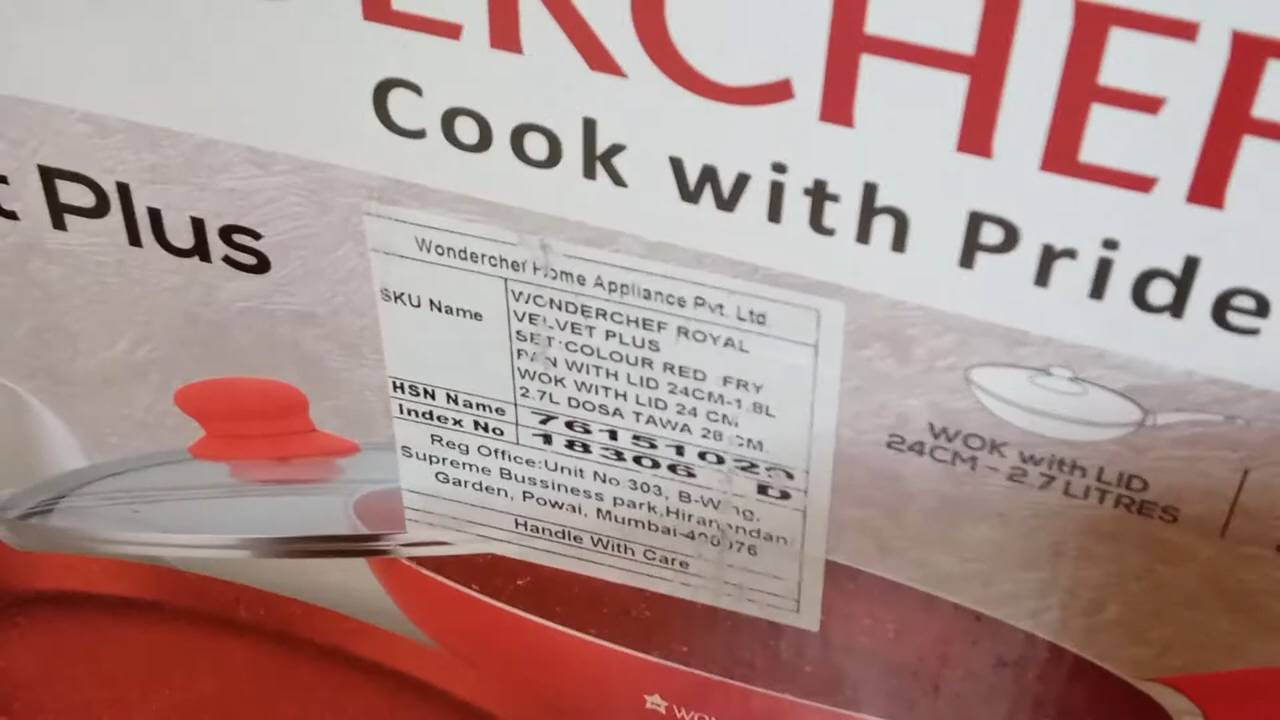 ERCHEF
Cook with Pride
t Plus
Wonderchef Home Appliance Pvt. Ltd
SKU Name
WONDERCHEF ROYAL
VELVET PLUS
SET:COLOUR RED FRY
PAN WITH LID 24CM-1.8L
WOK WITH LID 24 CM
2.7L DOSA TAWA 28 CM
HSN Name 76151020
Index No 18306 D
Reg Office:Unit No.303, B-Wing,
Supreme Bussiness park,Hiranandan
Garden, Powai, Mumbai-400076
Handle With Care
WOK with LID
24CM - 2.7 LITRES
WO